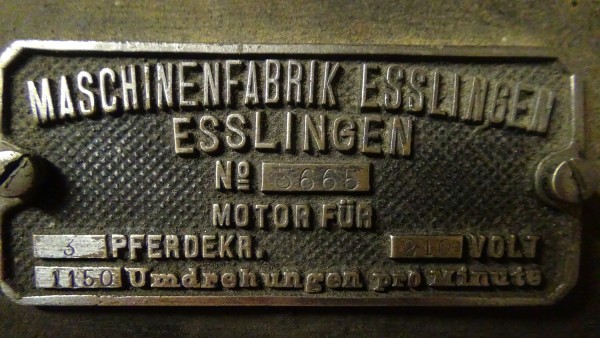 MASCHINENFABRIK ESSLINGEN
ESSLINGEN
No 5665
MOTOR FÜR
3 PFERDEKR. VOLT
1150 Umdrehungen pro Minute